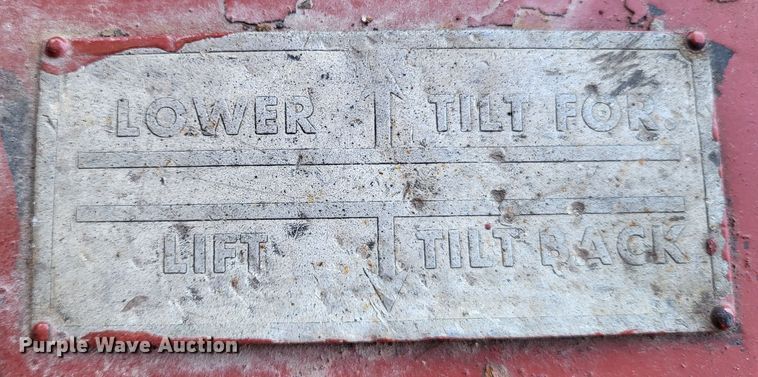 LOWER TILT FOR.
LIFT TILT BACK
Purple Wave Auction